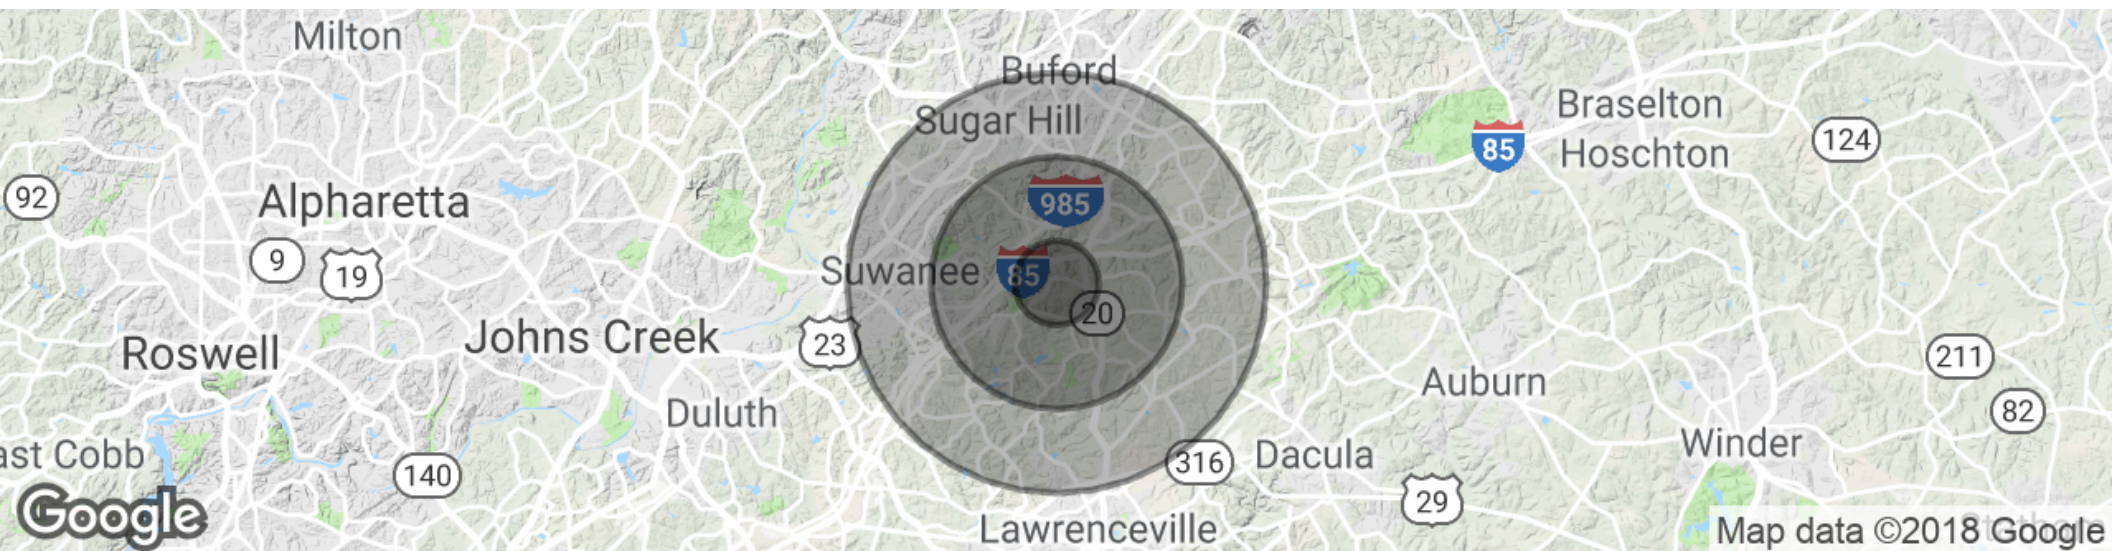 Milton
Buford
Sugar Hill
Braselton
Hoschton
124
85
92
Alpharetta
985
9
19
Suwanee
85
20
23
Johns Creek
Roswell
211
Auburn
82
Duluth
ast Cobb
140
316
Dacula
Winder
29
Google
Lawrenceville
Map data ©2018 Google